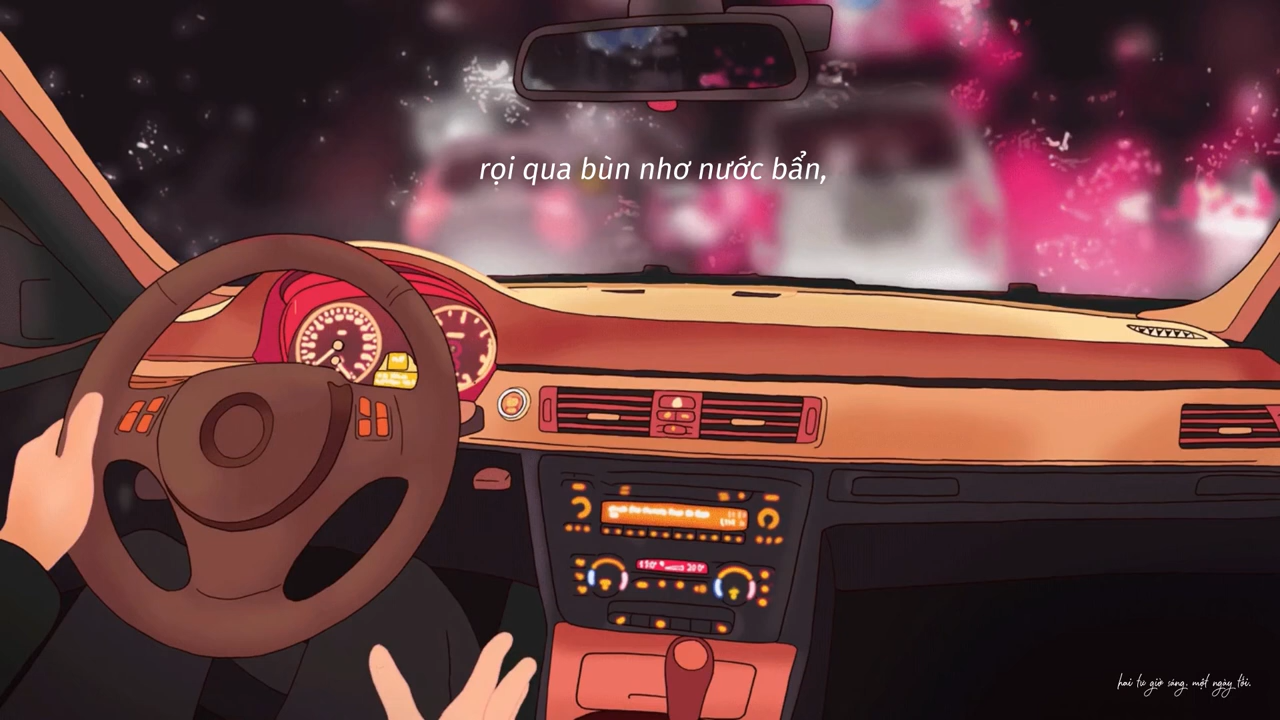 rọi qua bùn nhơ nước bẩn,
hai tư giờ sáng. một ngày tồi.